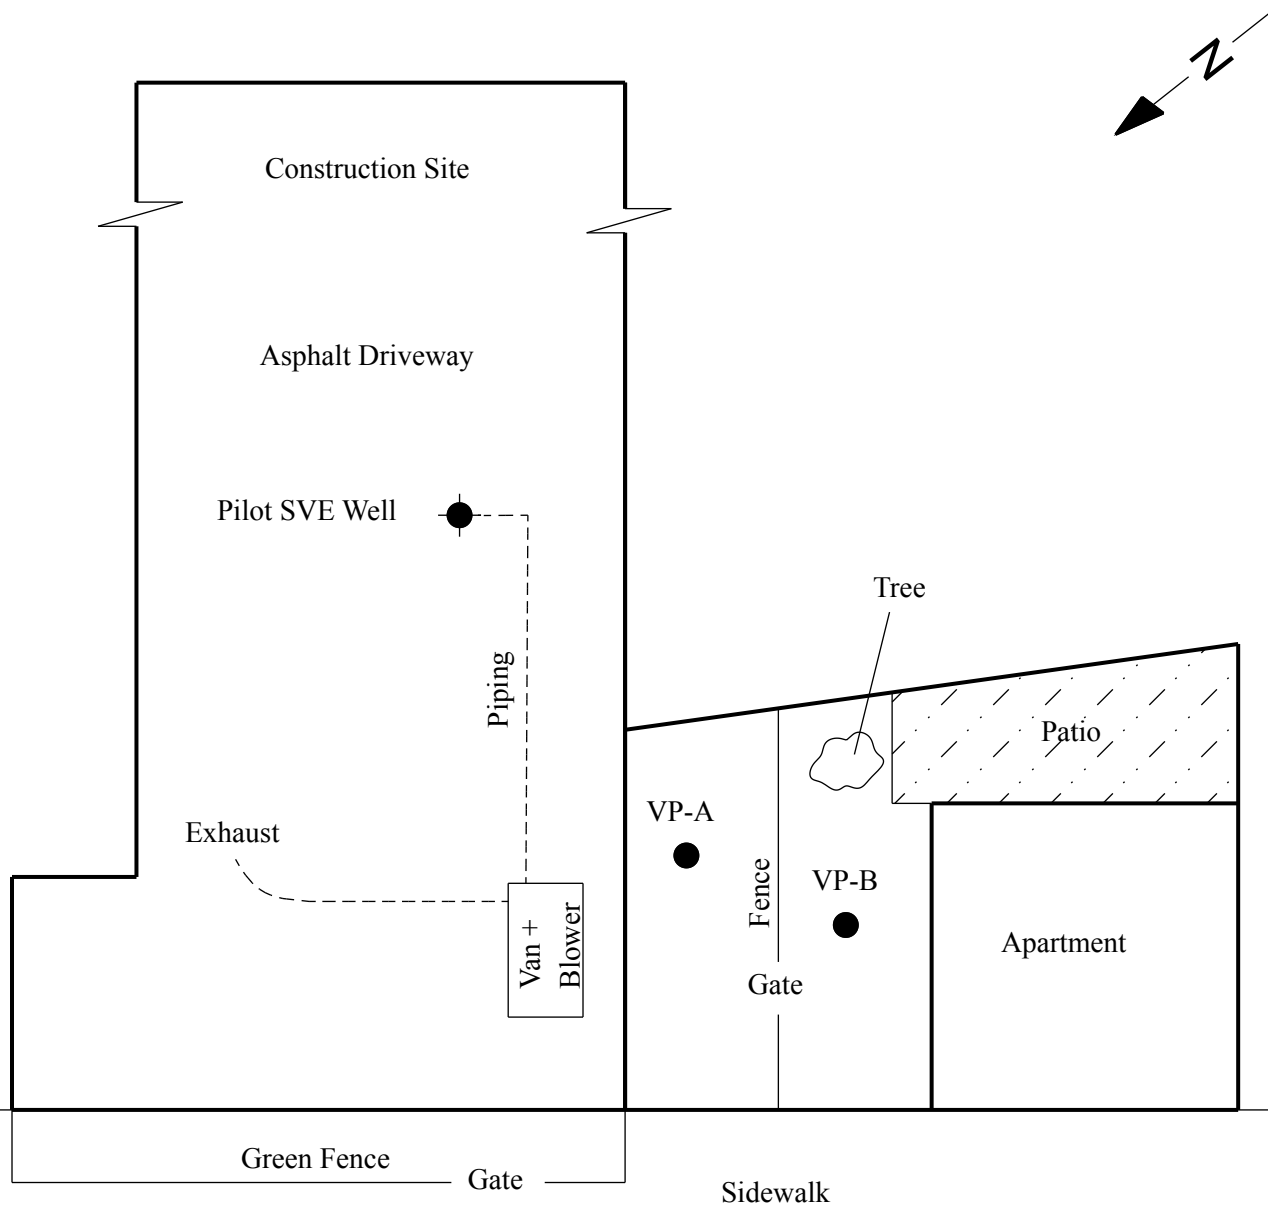 N
Construction Site
Asphalt Driveway
Pilot SVE Well
Tree
Piping
Patio
VP-A
Exhaust
Fence
VP-B
Van +
Blower
Apartment
Gate
Green Fence
Gate
Sidewalk